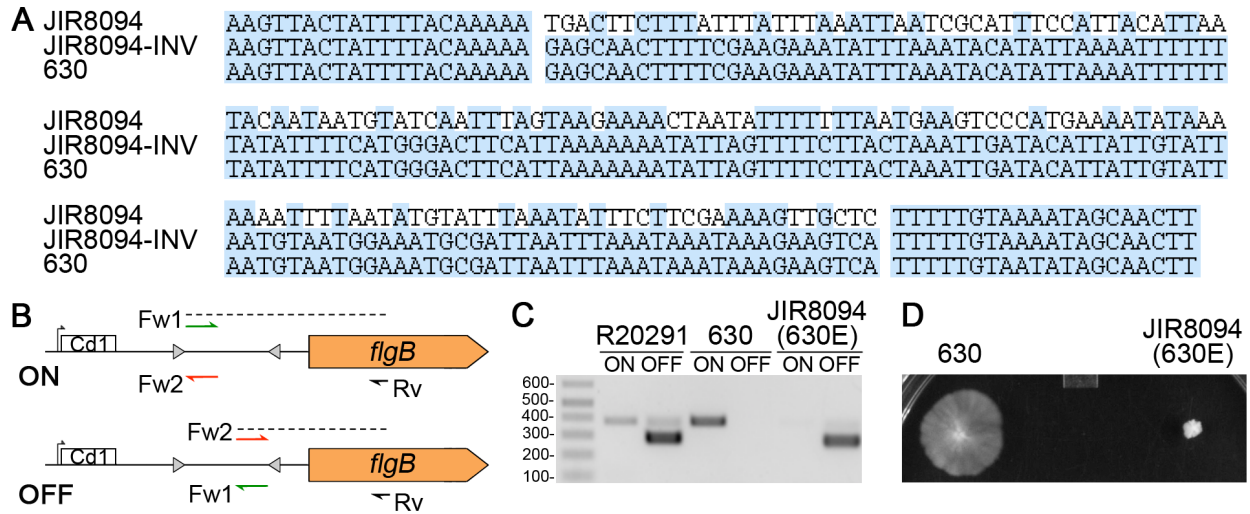 A
JIR8094 AAGTTACTATTTTACAAAAA TGACTTCTTTATTTATTTAAATTAATCGCATTTCCATTACATTAA
JIR8094-INV AAGTTACTATTTTACAAAAA GAGCAACTTTTCGAAGAAATATTTAAATACATATTAAAATTTTTT
630 AAGTTACTATTTTACAAAAA GAGCAACTTTTCGAAGAAATATTTAAATACATATTAAAATTTTTT
JIR8094 TACAATAATGTATCAATTTAGTAAGAAAACTAATATTTTTTTAATGAAGTCCCATGAAAATATAAA
JIR8094-INV TATATTTTCATGGGACTTCATTAAAAAAATATTAGTTTTCTTACTAAATTGATACATTATTGTATT
630 TATATTTTCATGGGACTTCATTAAAAAAATATTAGTTTTCTTACTAAATTGATACATTATTGTATT
JIR8094 AAAATTTTAATATGTATTTAAATATTTCTTCGAAAAGTTGCTC TTTTTGTAAAATAGCAACTT
JIR8094-INV AATGTAATGGAAATGCGATTAATTTAAATAAATAAAGAAGTCA TTTTTGTAAAATAGCAACTT
630 AATGTAATGGAAATGCGATTAATTTAAATAAATAAAGAAGTCA TTTTTGTAATATAGCAACTT
B
Fw1
Cd1 flgB
ON Fw2 Rv
Fw2
Cd1 flgB
OFF Fw1 Rv
C
JIR8094
R20291 630 (630E)
ON OFF ON OFF ON OFF
600-
500-
400-
300-
200-
100-
D
JIR8094
630 (630E)